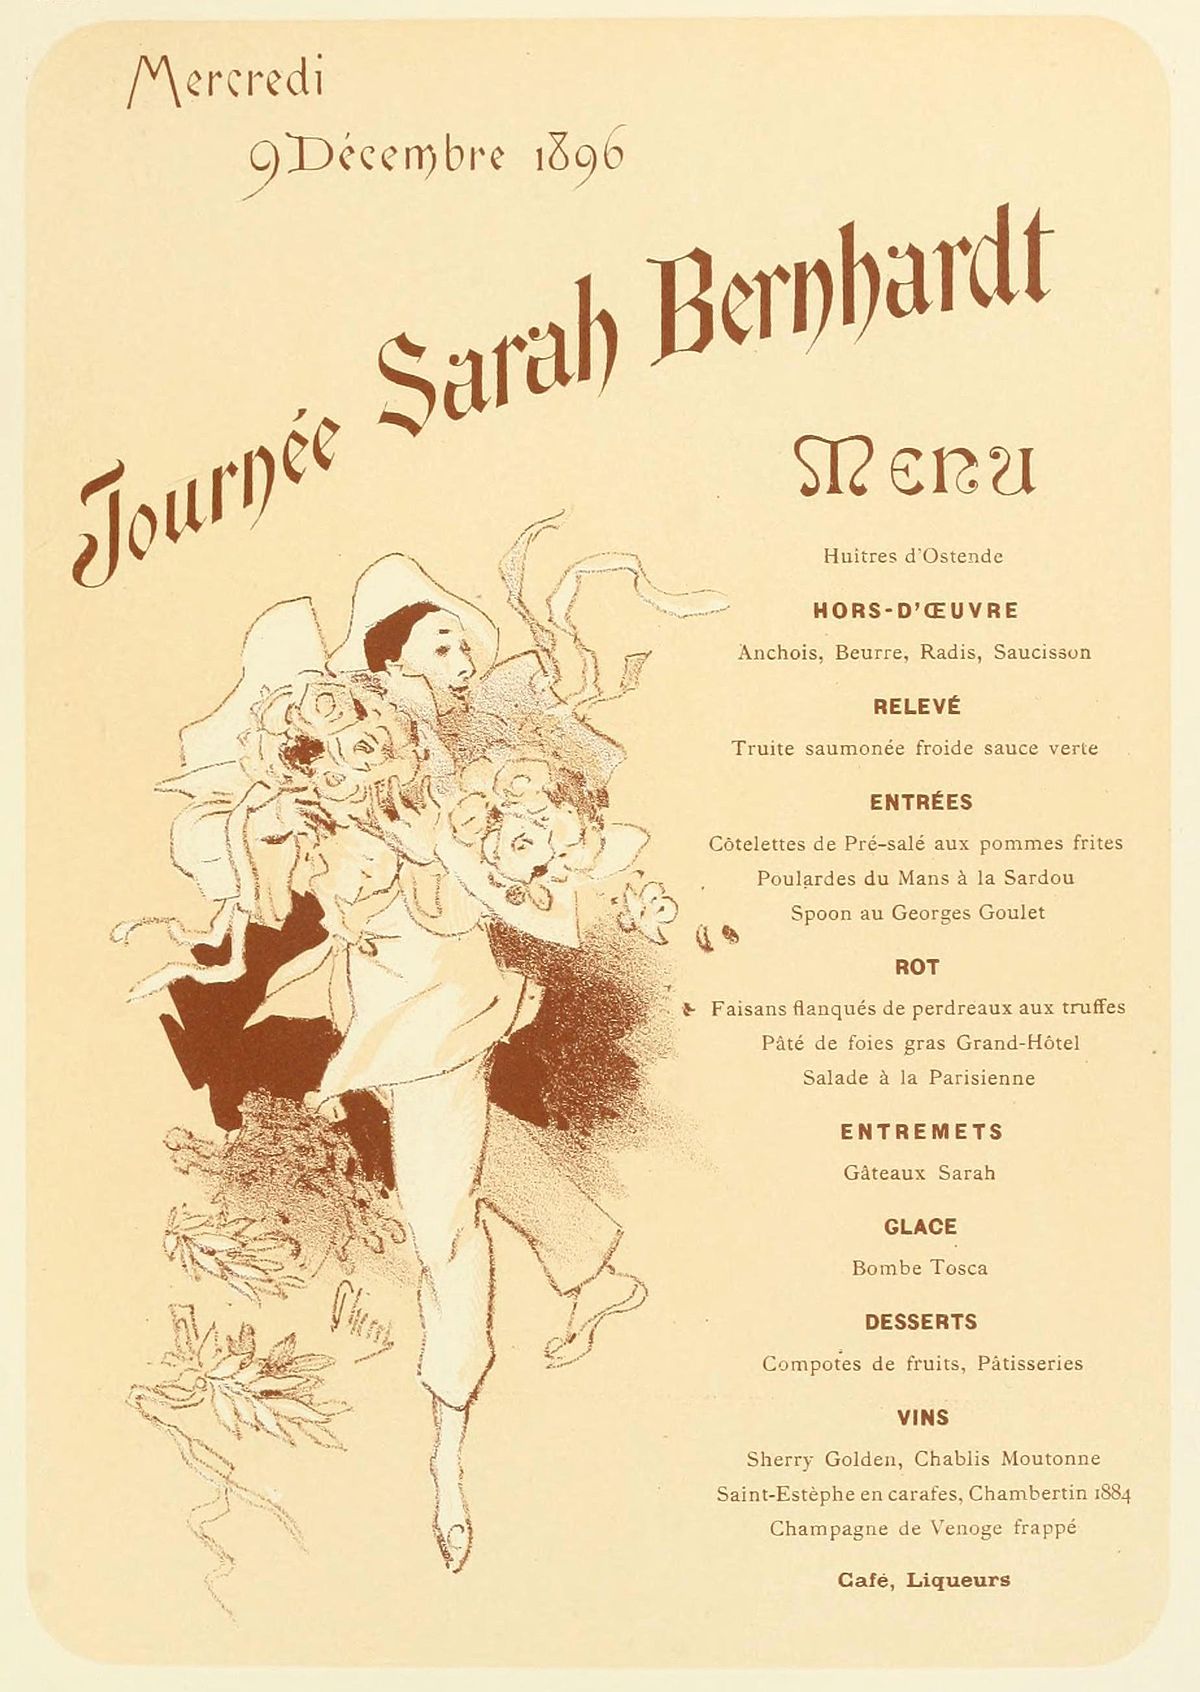 Mercredi
9 Décembre 1896
Journée Sarah Bernhardt
Menu
Huîtres d'Ostende
HORS-D'ŒUVRE
Anchois, Beurre, Radis, Saucisson
RELEVÉ
Truite saumonée froide sauce verte
ENTRÉES
Côtelettes de Pré-salé aux pommes frites
Poulardes du Mans à la Sardou
Spoon au Georges Goulet
ROT
Faisans flanqués de perdreaux aux truffes
Pâté de foies gras Grand-Hôtel
Salade à la Parisienne
ENTREMETS
Gâteaux Sarah
GLACE
Bombe Tosca
DESSERTS
Compotes de fruits, Pâtisseries
VINS
Sherry Golden, Chablis Moutonne
Saint-Estèphe en carafes, Chambertin 1884
Champagne de Venoge frappé
Café, Liqueurs